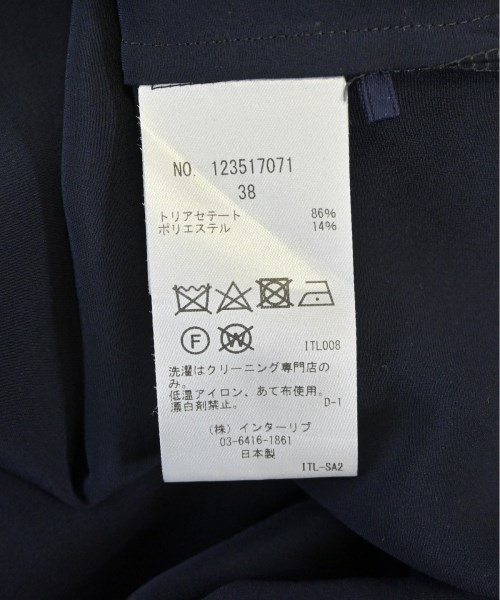 NO. 123517071
38
トリアセテート 86%
ポリエステル 14%
F W ITL008
洗濯はクリーニング専門店の
み。
低温アイロン、あて布使用。
漂白剤禁止。 D-1
(株) インターリブ
03-6416-1861
日本製
ITL-SA2